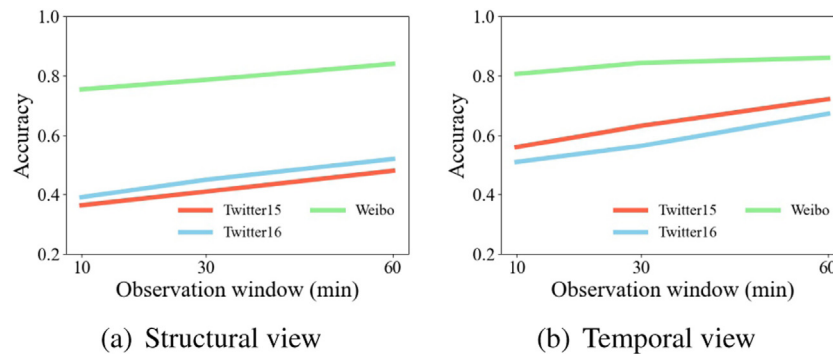 1.0
0.8
0.6
0.4
0.2
Accuracy
Twitter15
Twitter16
Weibo
10
30
60
Observation window (min)
(a) Structural view
1.0
0.8
0.6
0.4
0.2
Accuracy
Twitter15
Twitter16
Weibo
10
30
60
Observation window (min)
(b) Temporal view